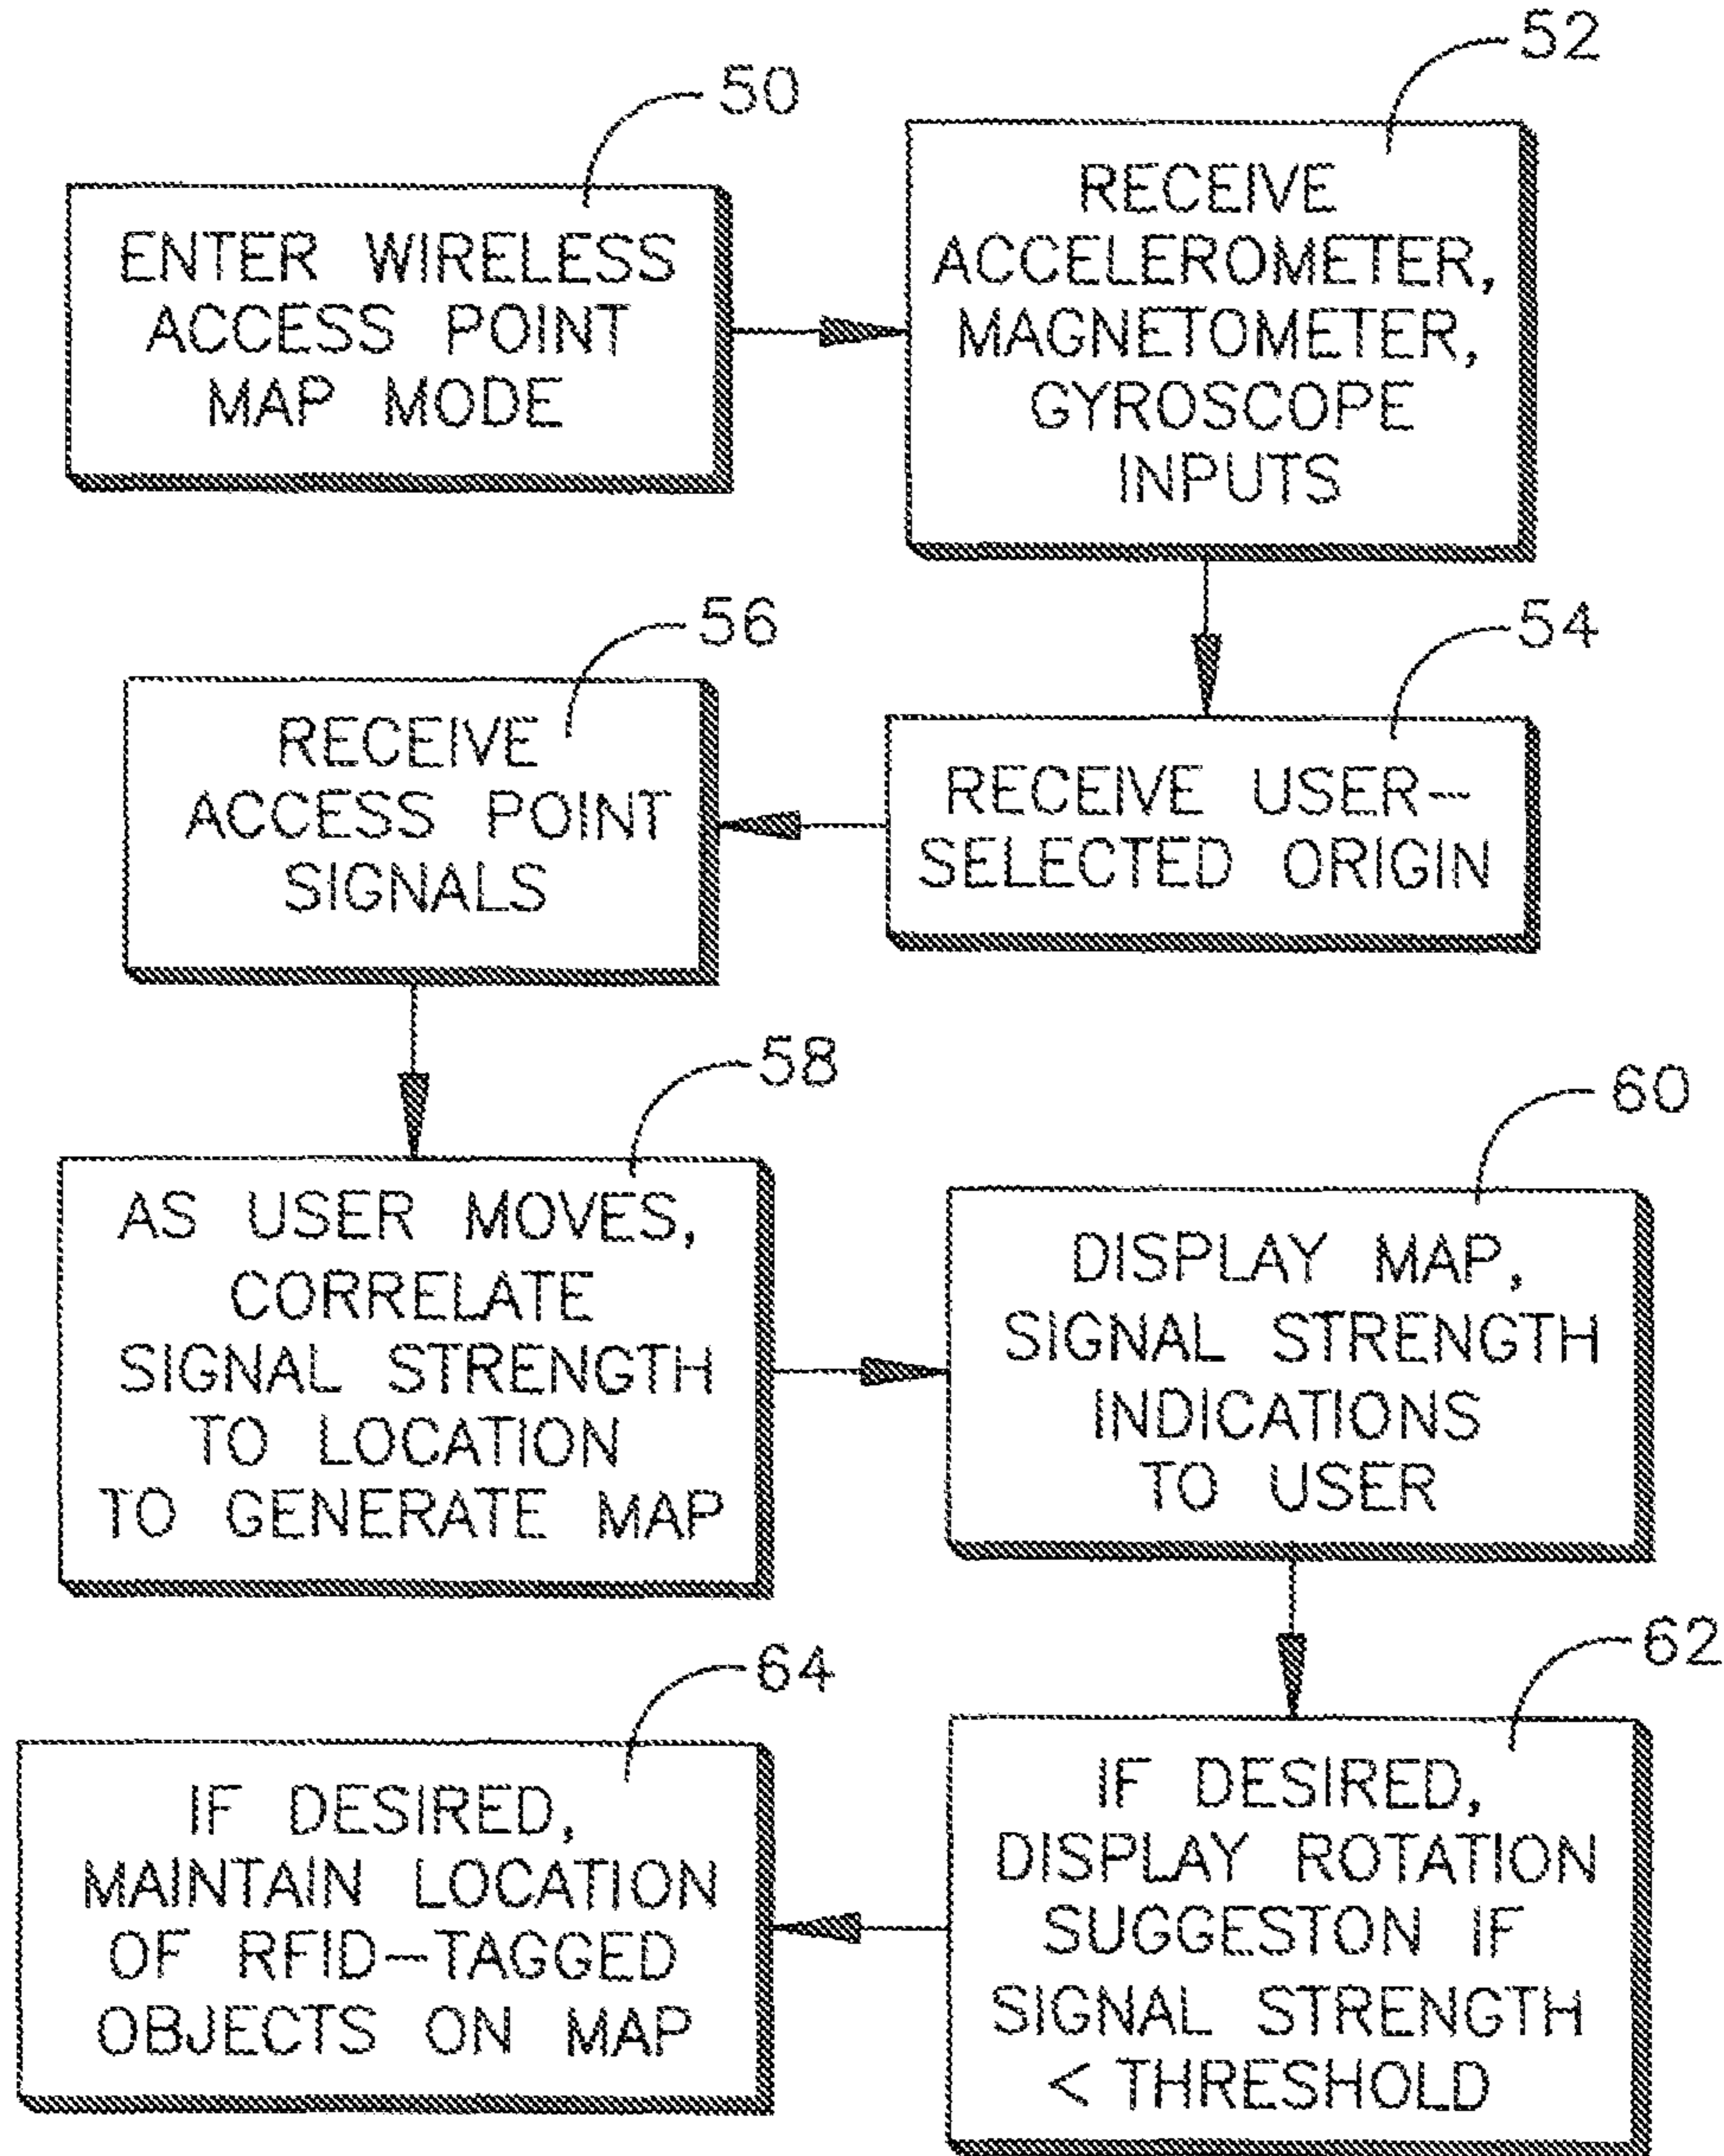 50
ENTER WIRELESS
ACCESS POINT
MAP MODE
52
RECEIVE
ACCELEROMETER,
MAGNETOMETER,
GYROSCOPE
INPUTS
54
RECEIVE USER-
SELECTED ORIGIN
56
RECEIVE
ACCESS POINT
SIGNALS
58
AS USER MOVES,
CORRELATE
SIGNAL STRENGTH
TO LOCATION
TO GENERATE MAP
60
DISPLAY MAP,
SIGNAL STRENGTH
INDICATIONS
TO USER
62
IF DESIRED,
DISPLAY ROTATION
SUGGESTON IF
SIGNAL STRENGTH
< THRESHOLD
64
IF DESIRED,
MAINTAIN LOCATION
OF RFID-TAGGED
OBJECTS ON MAP